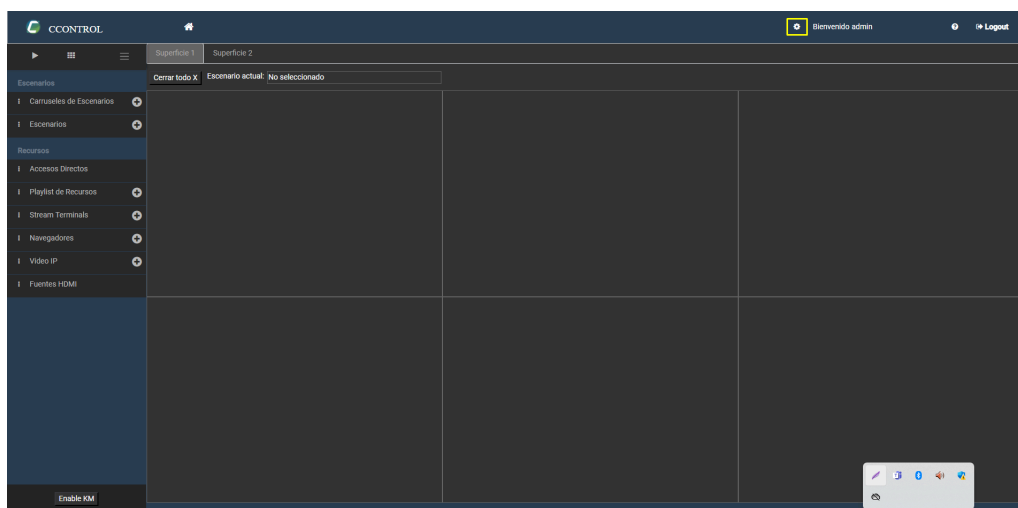 CCONTROL
Bienvenido admin
Logout
Superficie 1
Superficie 2
Cerrar todo X
Escenario actual:
No seleccionado
Escenarios
Carruseles de Escenarios
Escenarios
Recursos
Accesos Directos
Playlist de Recursos
Stream Terminals
Navegadores
Video IP
Fuentes HDMI
Enable KM